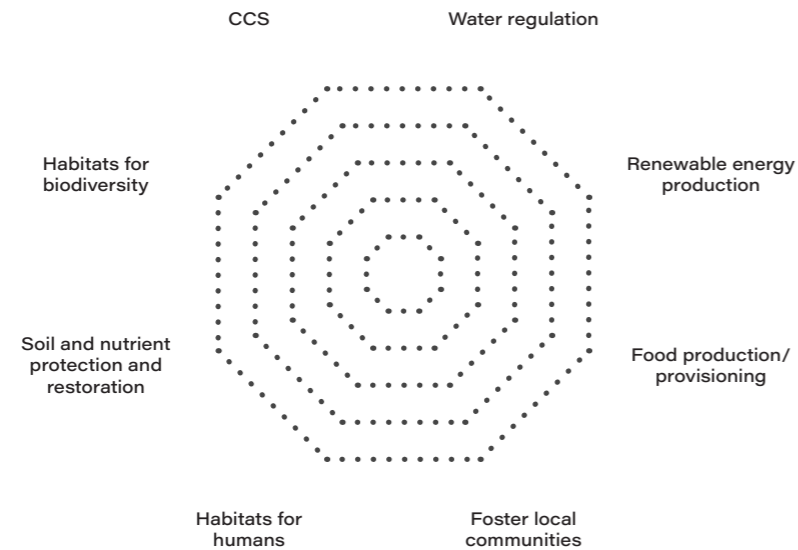 CCS
Water regulation
Habitats for
biodiversity
Renewable energy
production
Soil and nutrient
protection and
restoration
Food production/
provisioning
Habitats for
humans
Foster local
communities